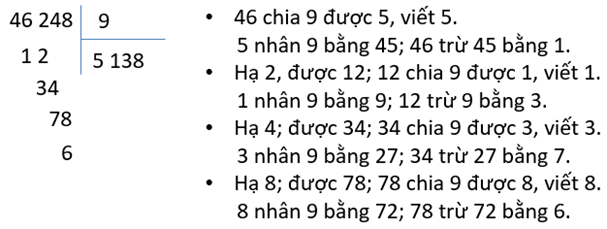 46 248 9
1 2 5 138
34
78
6
• 46 chia 9 được 5, viết 5.
5 nhân 9 bằng 45; 46 trừ 45 bằng 1.
• Hạ 2, được 12; 12 chia 9 được 1, viết 1.
1 nhân 9 bằng 9; 12 trừ 9 bằng 3.
• Hạ 4; được 34; 34 chia 9 được 3, viết 3.
3 nhân 9 bằng 27; 34 trừ 27 bằng 7.
• Hạ 8; được 78; 78 chia 9 được 8, viết 8.
8 nhân 9 bằng 72; 78 trừ 72 bằng 6.